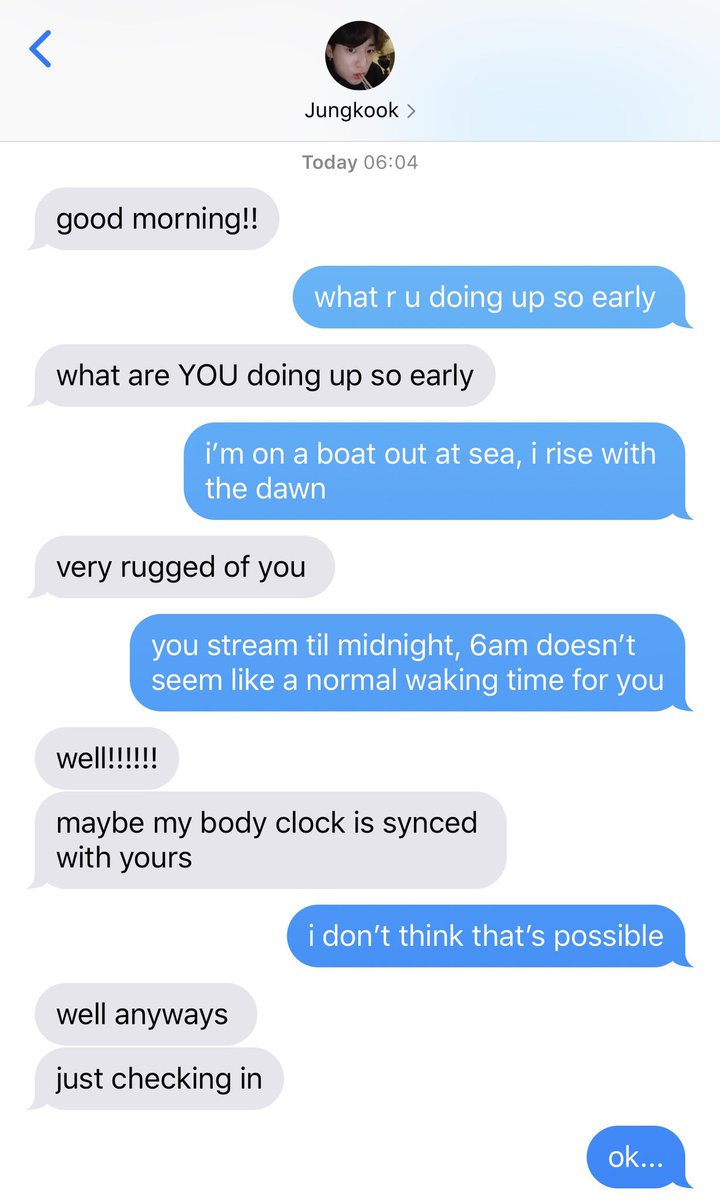 Jungkook
Today 06:04
good morning!!
what r u doing up so early
what are YOU doing up so early
i’m on a boat out at sea, i rise with
the dawn
very rugged of you
you stream til midnight, 6am doesn’t
seem like a normal waking time for you
well!!!!!!
maybe my body clock is synced
with yours
i don’t think that’s possible
well anyways
just checking in
ok...